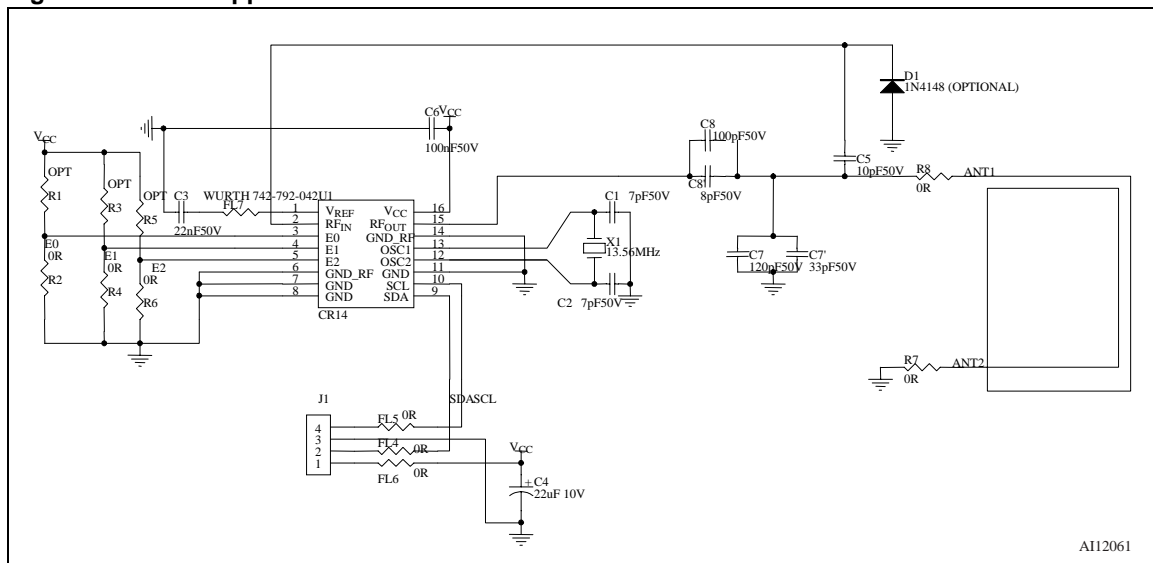 D1
1N4148 (OPTIONAL)
C6
VCC
100nF50V
C8
100pF50V
VCC
C5
10pF50V
R8
0R
ANT1
OPT
OPT
OPT
R1
R3
R5
C3
22nF50V
WURTH 742-792-042
FL7
U1
C8'
8pF50V
C1
7pF50V
1 VREF VCC 16
2 RFIN RFOUT 15
3 E0 GND_RF 14
4 E1 OSC1 13
5 E2 OSC2 12
6 GND_RF GND 11
7 GND SCL 10
8 GND SDA 9
CR14
X1
13.56MHz
E0
0R
R2
E1
0R
R4
E2
0R
R6
C7
120pF50V
C7'
33pF50V
C2
7pF50V
R7
0R
ANT2
J1
SDA
SCL
4
3
2
1
FL5
0R
FL4
0R
FL6
0R
VCC
+
C4
22uF 10V
AI12061